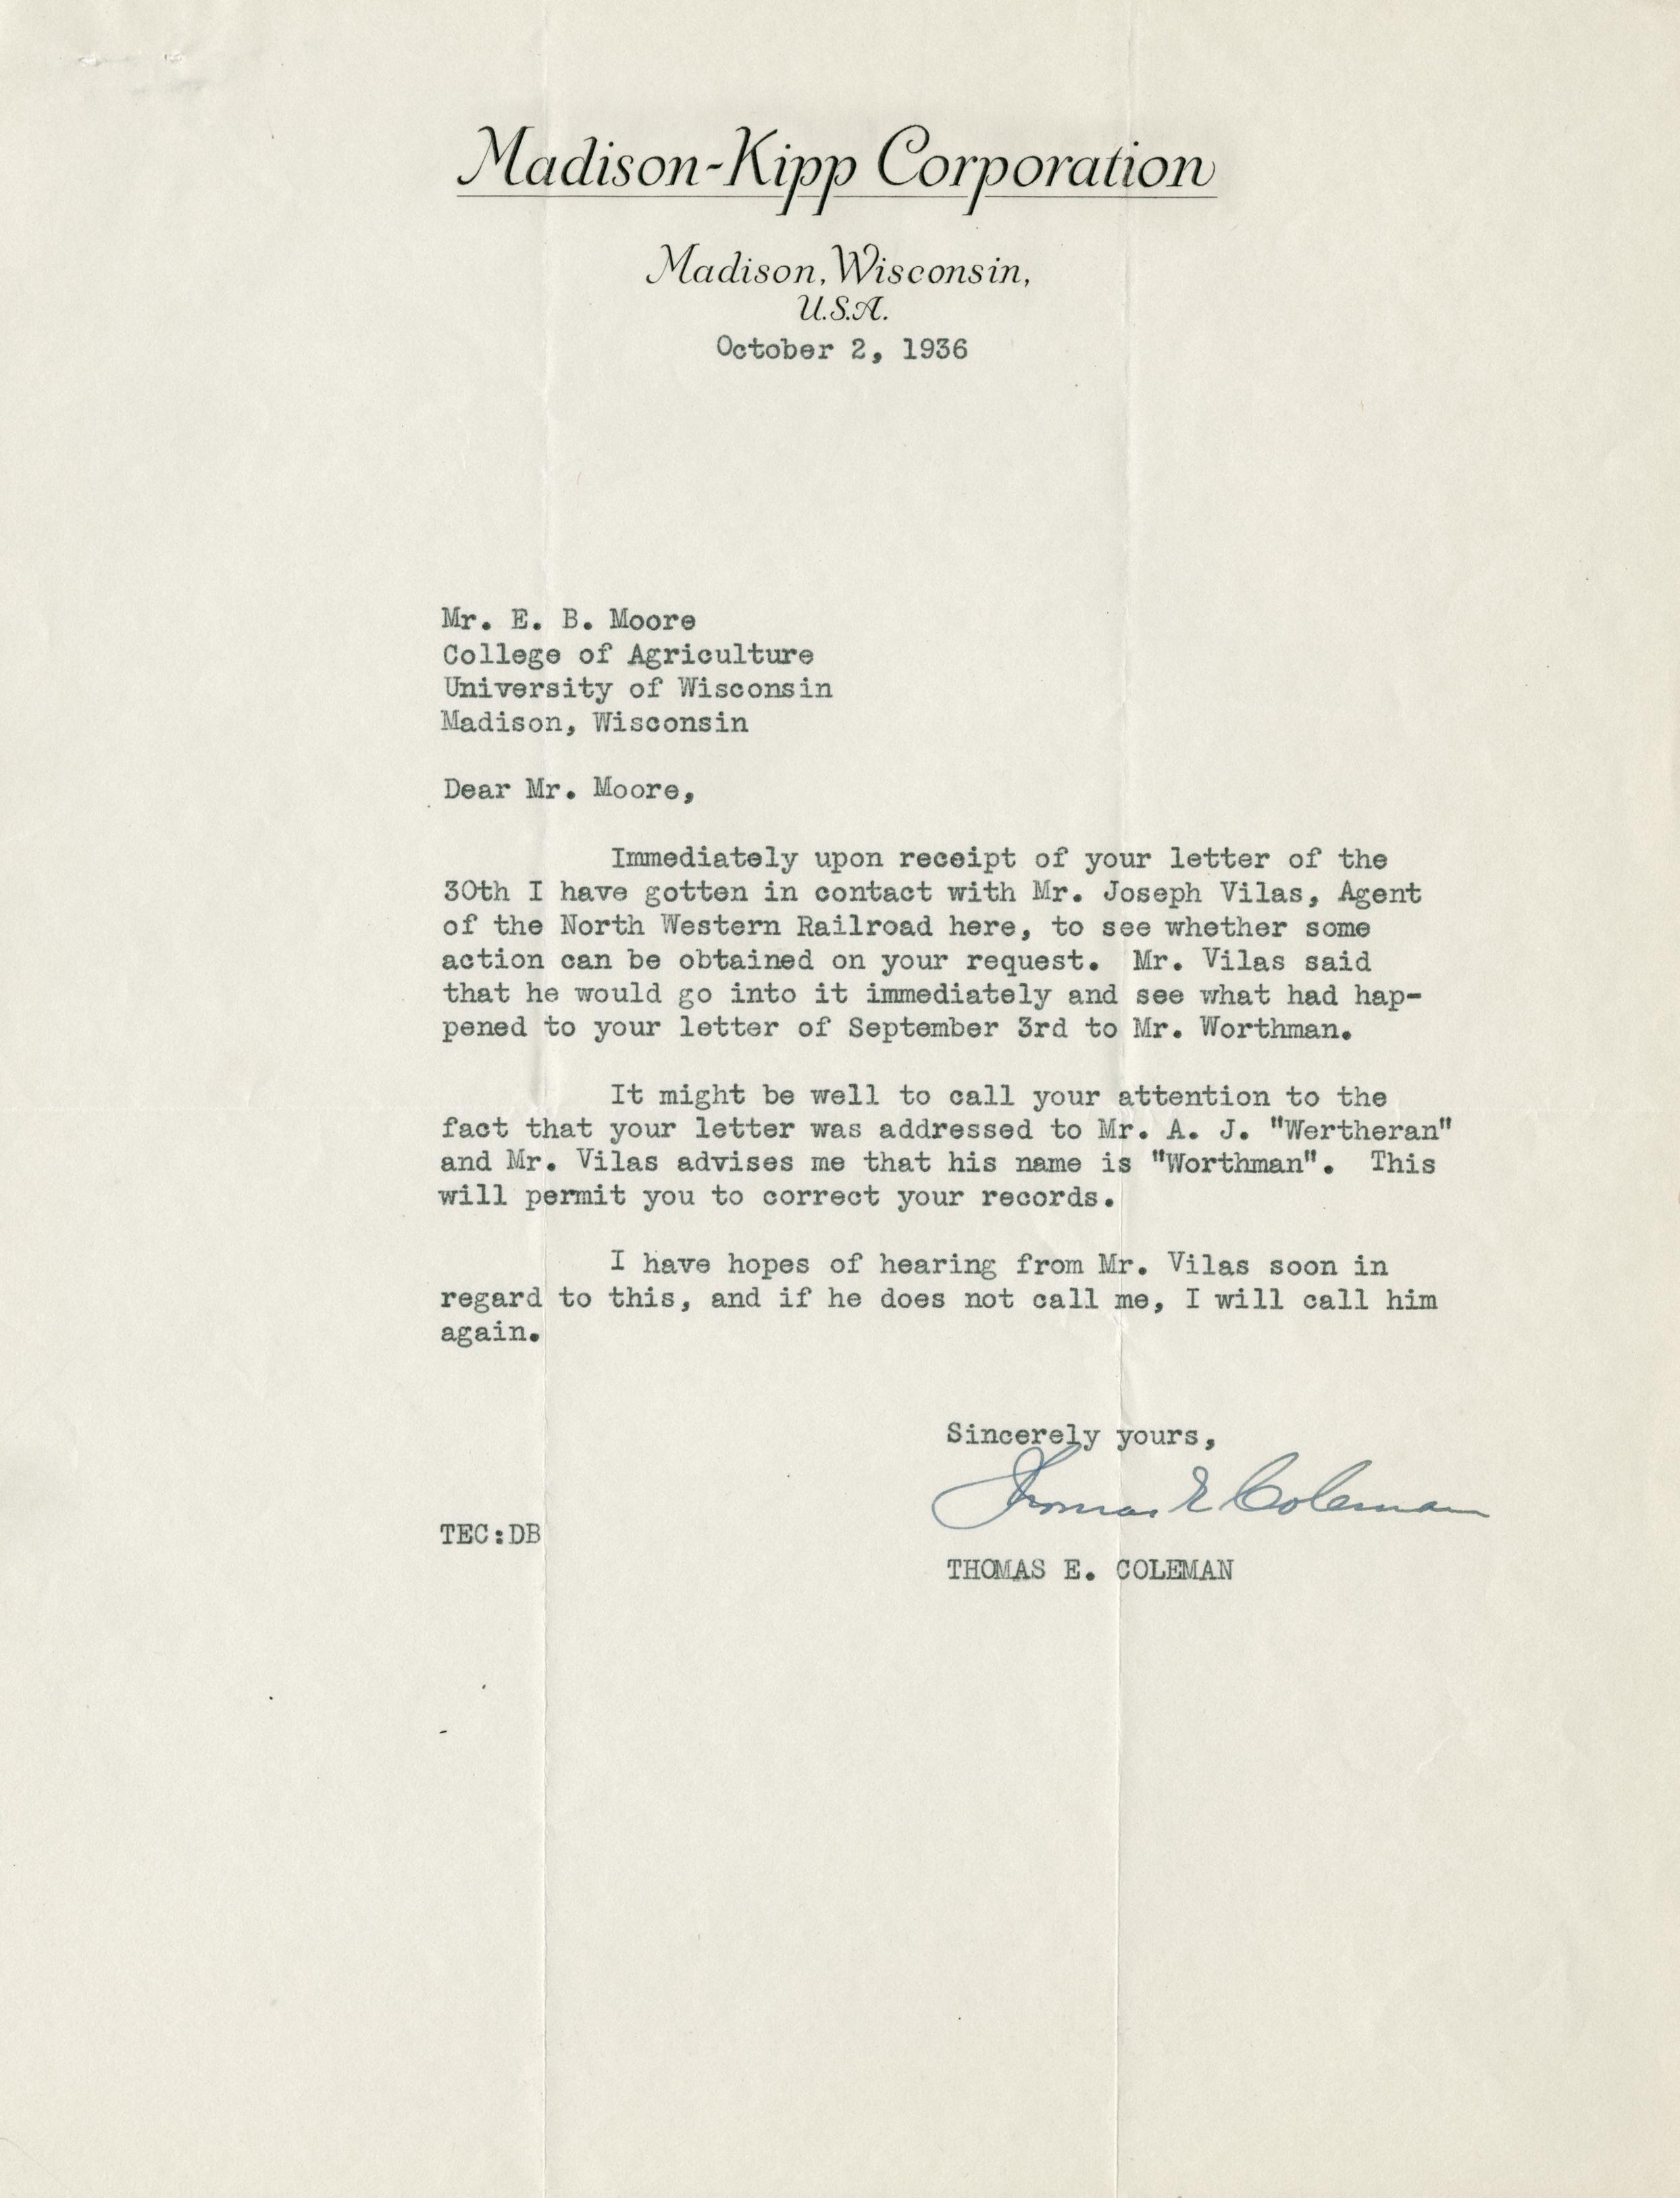 Madison-Kipp Corporation
Madison, Wisconsin,
U.S.A.
October 2, 1936
Mr. E. B. Moore
College of Agriculture
University of Wisconsin
Madison, Wisconsin
Dear Mr. Moore,
Immediately upon receipt of your letter of the
30th I have gotten in contact with Mr. Joseph Vilas, Agent
of the North Western Railroad here, to see whether some
action can be obtained on your request. Mr. Vilas said
that he would go into it immediately and see what had hap-
pened to your letter of September 3rd to Mr. Worthman.
It might be well to call your attention to the
fact that your letter was addressed to Mr. A. J. "Wertheran"
and Mr. Vilas advises me that his name is "Worthman". This
will permit you to correct your records.
I have hopes of hearing from Mr. Vilas soon in
regard to this, and if he does not call me, I will call him
again.
Sincerely yours,
Thomas E Coleman
TEC:DB
THOMAS E. COLEMAN